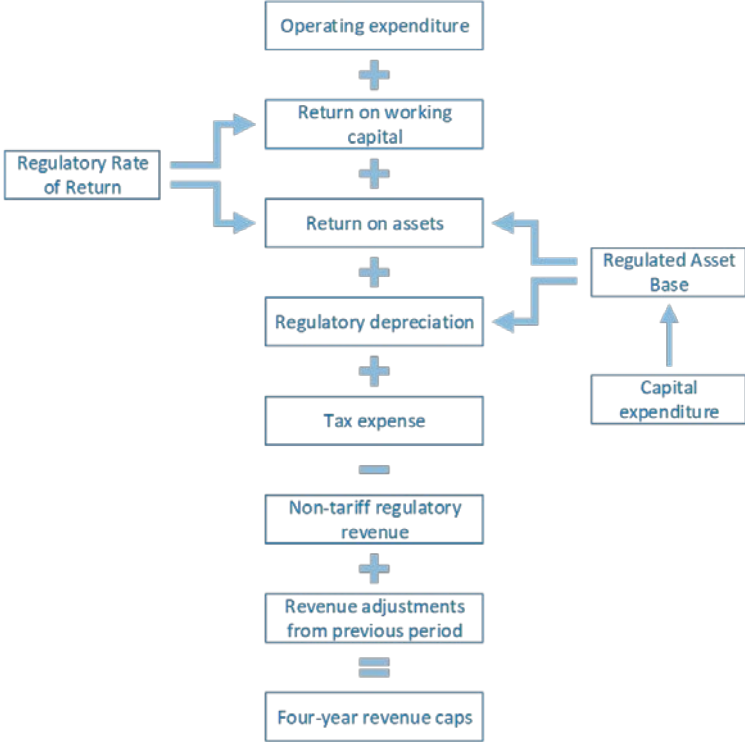 Operating expenditure
+
Return on working
capital
Regulatory Rate
of Return
+
Return on assets
Regulated Asset
Base
+
Regulatory depreciation
+
Capital
expenditure
Tax expense
−
Non-tariff regulatory
revenue
+
Revenue adjustments
from previous period
=
Four-year revenue caps